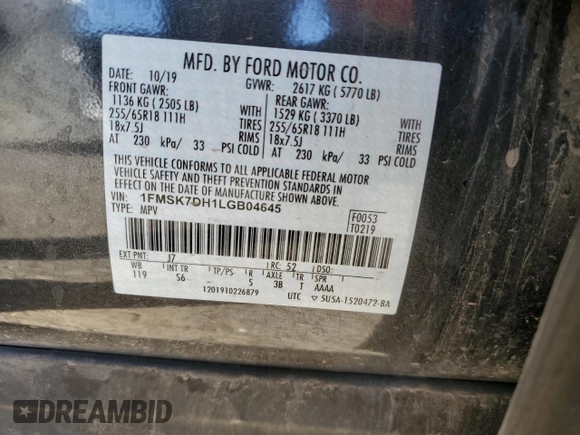 MFD. BY FORD MOTOR CO.
DATE: 10/19 GVWR: 2617 KG ( 5770 LB)
FRONT GAWR: REAR GAWR:
1136 KG ( 2505 LB) WITH 1529 KG ( 3370 LB) WITH
255/65R18 111H TIRES 255/65R18 111H TIRES
18x7.5J RIMS 18x7.5J RIMS
AT 230 kPa/ 33 PSI COLD AT 230 kPa/ 33 PSI COLD
THIS VEHICLE CONFORMS TO ALL APPLICABLE FEDERAL MOTOR
VEHICLE SAFETY AND THEFT PREVENTION STANDARDS IN
EFFECT ON THE DATE OF MANUFACTURE SHOWN ABOVE.
VIN: 1FMSK7DH1LGB04645
TYPE: MPV
F0053
T0219
EXT PNT: J7 RC: 52 DSO:
WB INT TR TP/PS R AXLE TR SPR
119 S6 S 3B T AAAA
1201910226879 UTC ▽ 5U5A-1520472-BA
DREAMBID